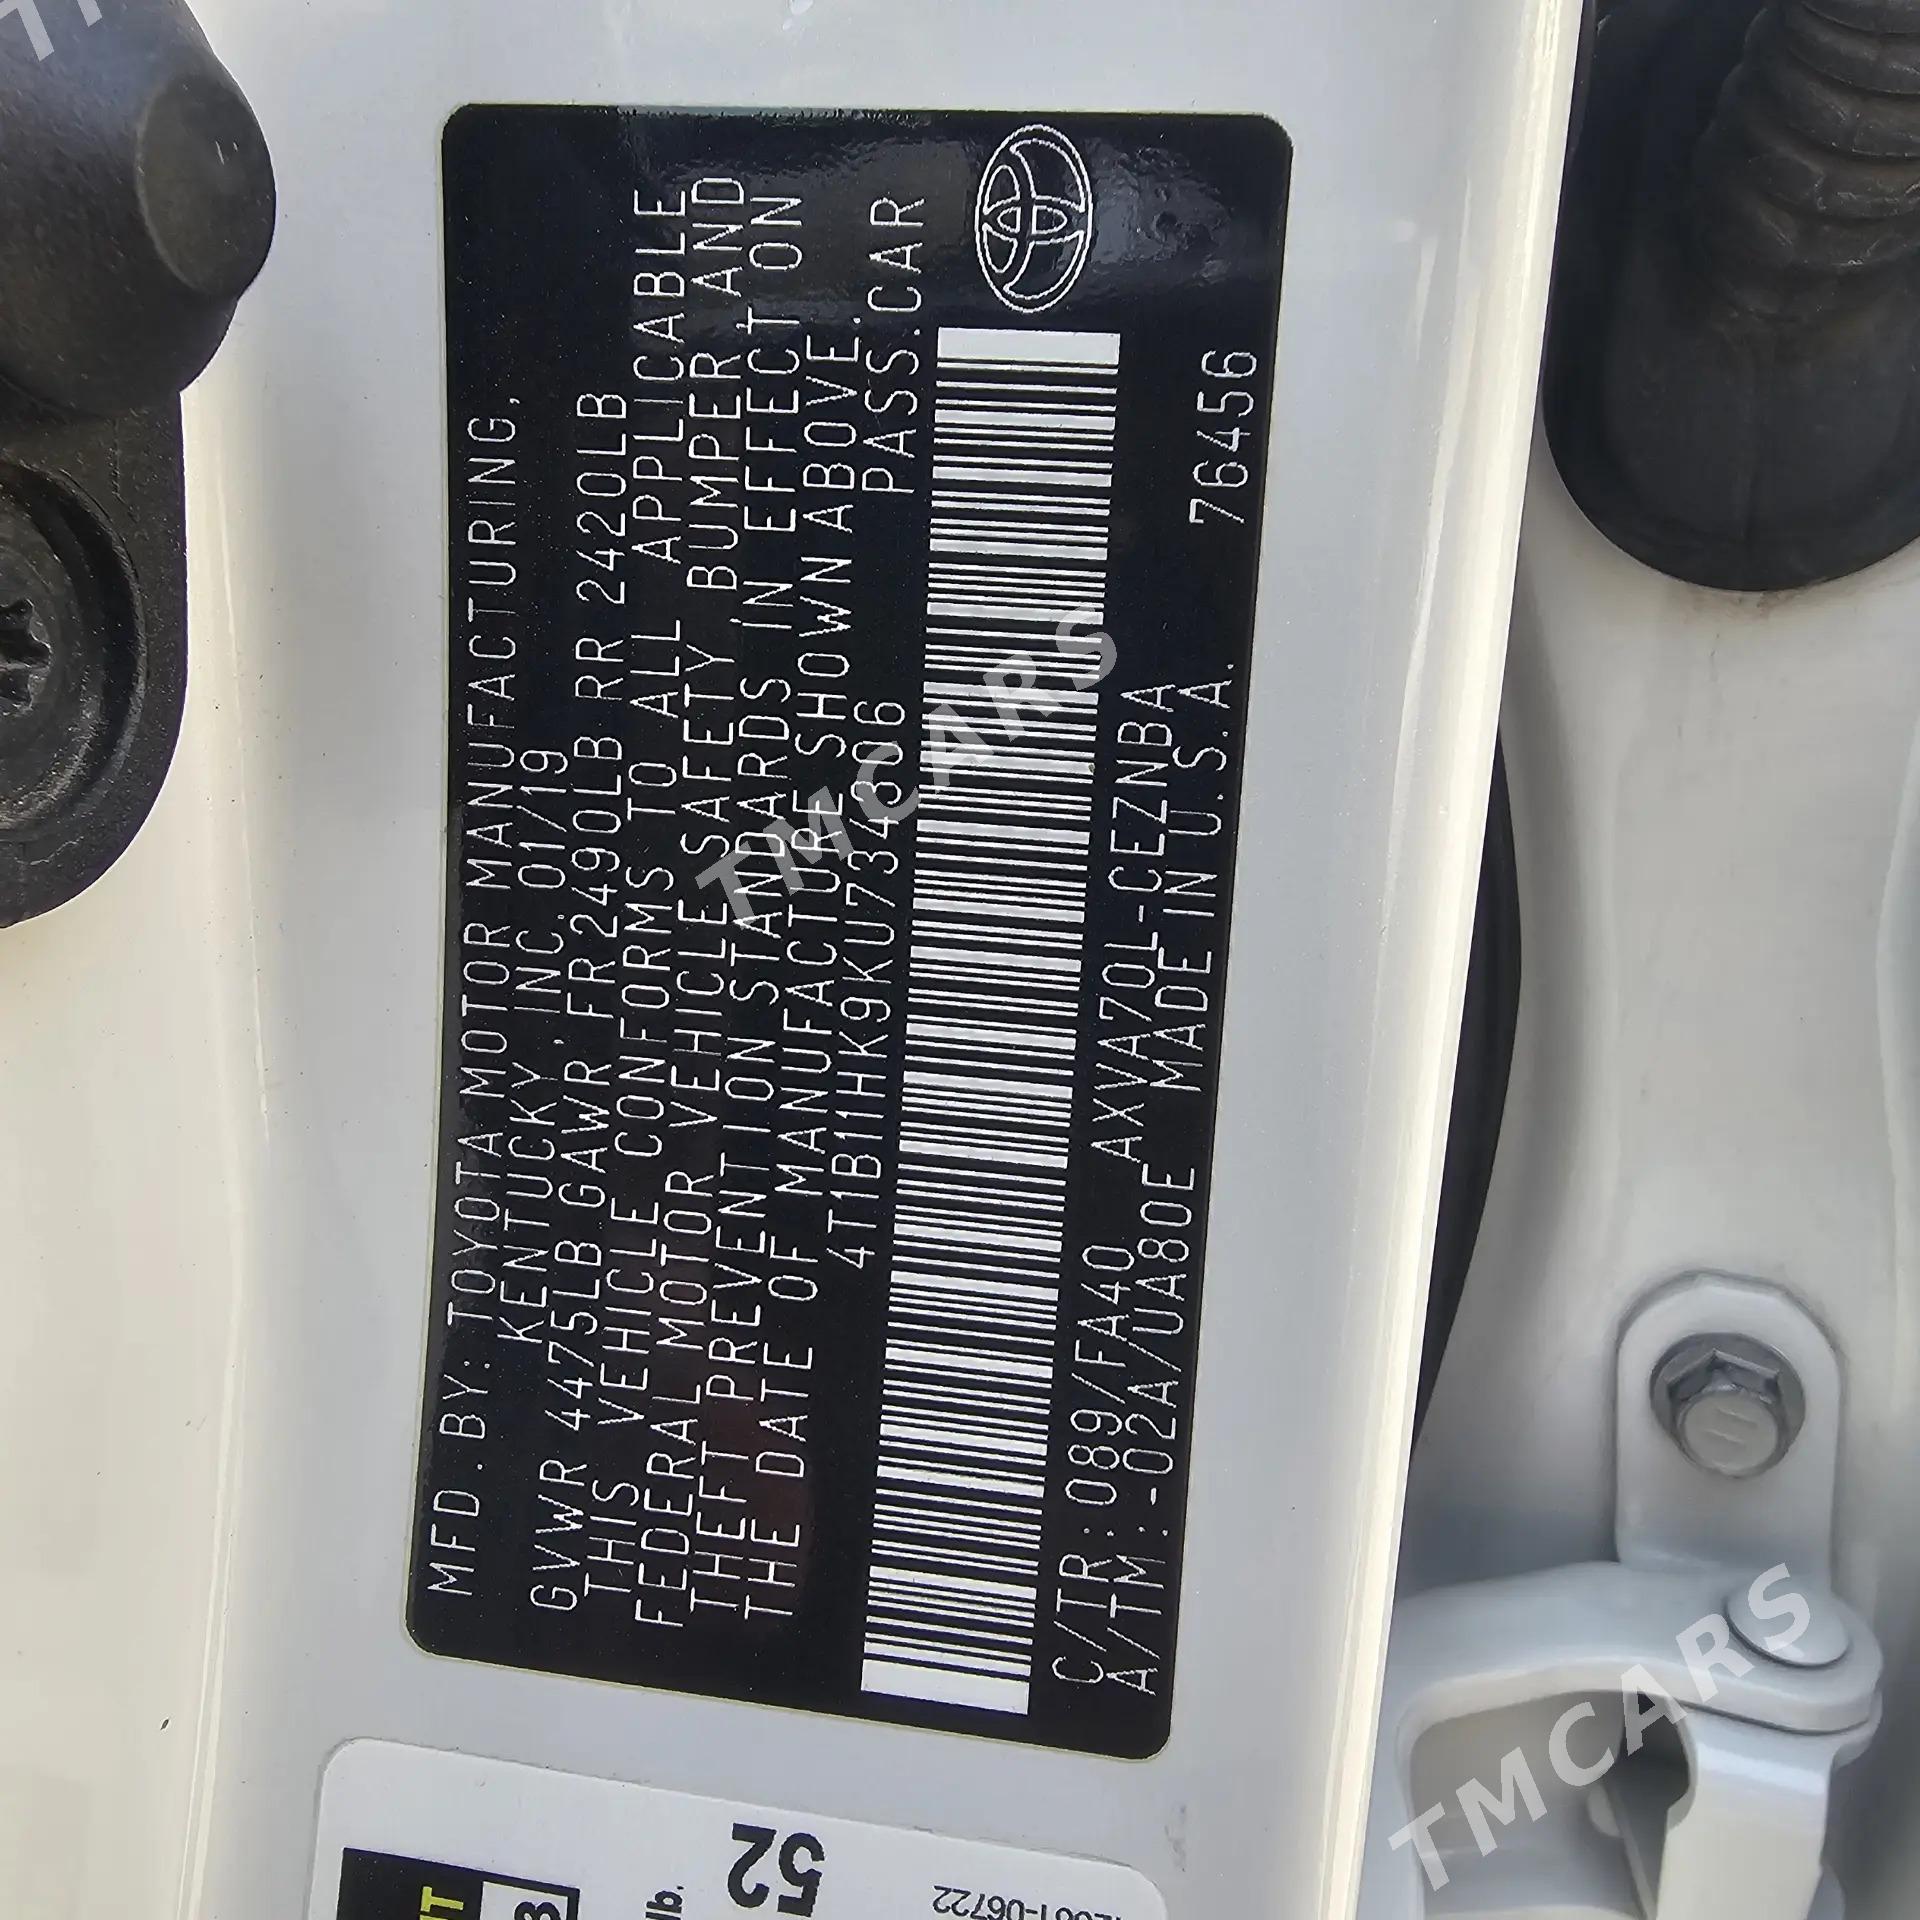 MFD.BY: TOYOTA MOTOR MANUFACTURING,
KENTUCKY, INC. 01/19
GVWR 4475LB GAWR, FR 2490LB RR 2420LB
THIS VEHICLE CONFORMS TO ALL APPLICABLE
FEDERAL MOTOR VEHICLE SAFETY BUMPER AND
THEFT PREVENTION STANDARDS IN EFFECT ON
THE DATE OF MANUFACTURE SHOWN ABOVE.
4T1B11HK9KU734806 PASS.CAR
C/TR: 089/FA40 AXVA70L-CEZNBA 76456
A/TM:-02A/UA80E MADE IN U.S.A.
TMCARS
TMCARS
52
lb.